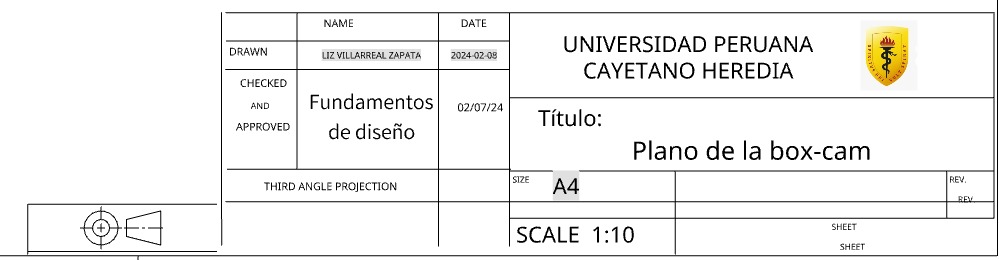 NAME
DATE
UNIVERSIDAD PERUANA
CAYETANO HEREDIA
DRAWN
LIZ VILLARREAL ZAPATA
2024-02-08
CHECKED
AND
APPROVED
Fundamentos
de diseño
02/07/24
Título:
Plano de la box-cam
THIRD ANGLE PROJECTION
SIZE
A4
REV.
REV.
SCALE 1:10
SHEET
SHEET